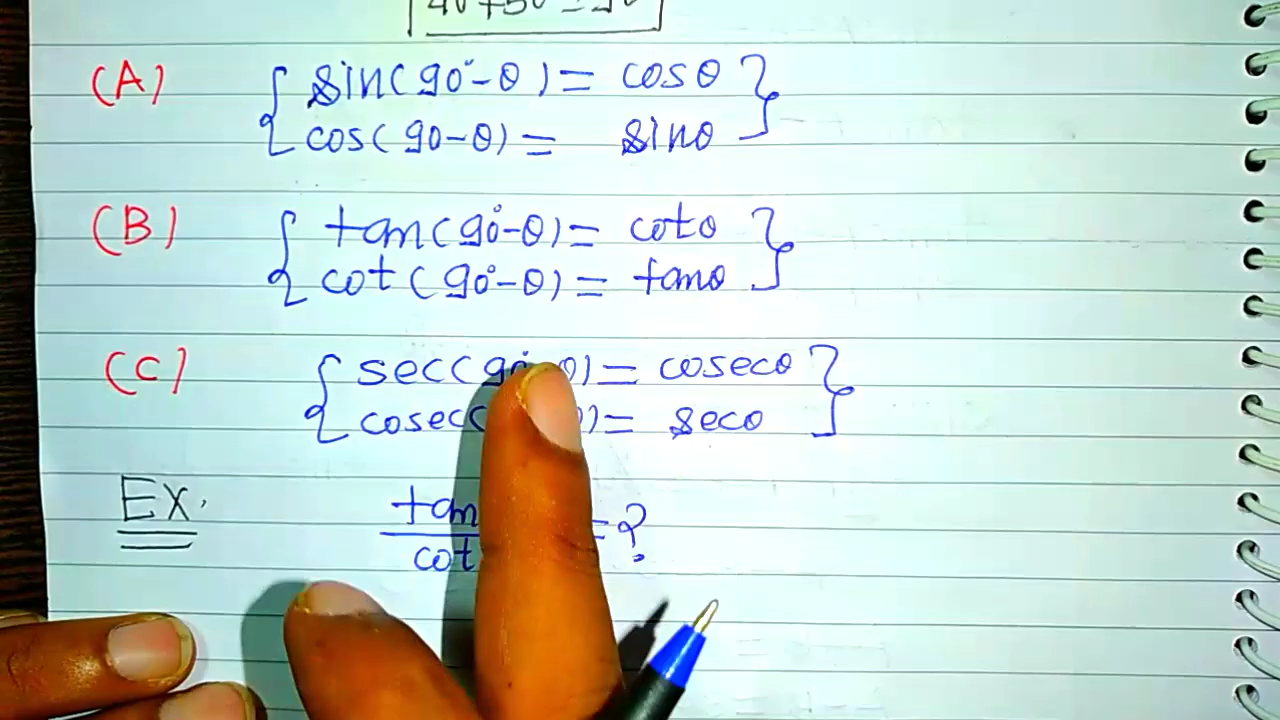 (A) { sin(90°-θ) = cosθ }
cos(90-θ) = sinθ
(B) { tan(90°-θ) = cotθ }
cot(90°-θ) = tanθ
(C) { sec(90°-θ) = cosecθ }
cosec( θ) = secθ
Ex. tan
cot
= ?